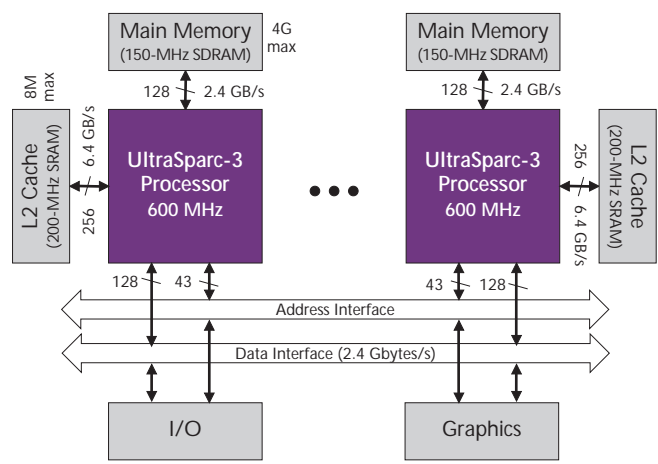 Main Memory
(150-MHz SDRAM)
4G
max
128
2.4 GB/s
8M
max
L2 Cache
(200-MHz SRAM)
6.4 GB/s
256
UltraSparc-3
Processor
600 MHz
128
43
Main Memory
(150-MHz SDRAM)
128
2.4 GB/s
UltraSparc-3
Processor
600 MHz
256
6.4 GB/s
L2 Cache
(200-MHz SRAM)
43
128
Address Interface
Data Interface (2.4 Gbytes/s)
I/O
Graphics